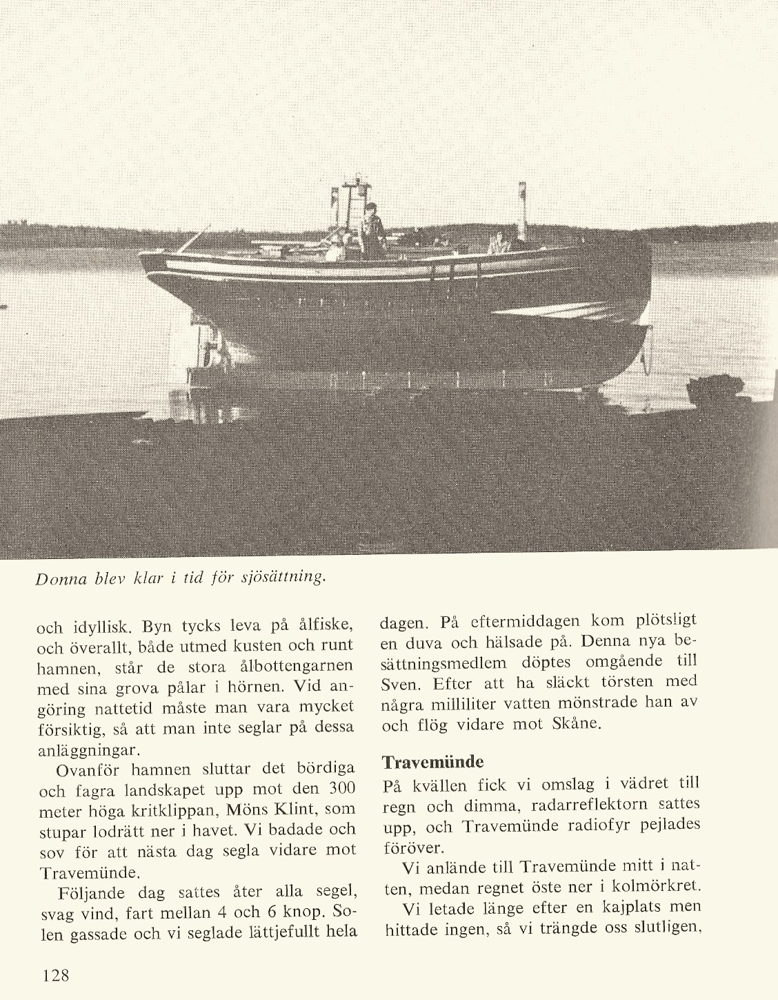 Donna blev klar i tid för sjösättning.
och idyllisk. Byn tycks leva på ålfiske,
och överallt, både utmed kusten och runt
hamnen, står de stora ålbottengarnen
med sina grova pålar i hörnen. Vid an-
göring nattetid måste man vara mycket
försiktig, så att man inte seglar på dessa
anläggningar.
Ovanför hamnen sluttar det bördiga
och fagra landskapet upp mot den 300
meter höga kritklippan, Möns Klint, som
stupar lodrätt ner i havet. Vi badade och
sov för att nästa dag segla vidare mot
Travemünde.
Följande dag sattes åter alla segel,
svag vind, fart mellan 4 och 6 knop. So-
len gassade och vi seglade lättjefullt hela
dagen. På eftermiddagen kom plötsligt
en duva och hälsade på. Denna nya be-
sättningsmedlem döptes omgående till
Sven. Efter att ha släckt törsten med
några milliliter vatten mönstrade han av
och flög vidare mot Skåne.
Travemünde
På kvällen fick vi omslag i vädret till
regn och dimma, radarreflektorn sattes
upp, och Travemünde radiofyr pejlades
föröver.
Vi anlände till Travemünde mitt i nat-
ten, medan regnet öste ner i kolmörkret.
Vi letade länge efter en kajplats men
hittade ingen, så vi trängde oss slutligen,
128